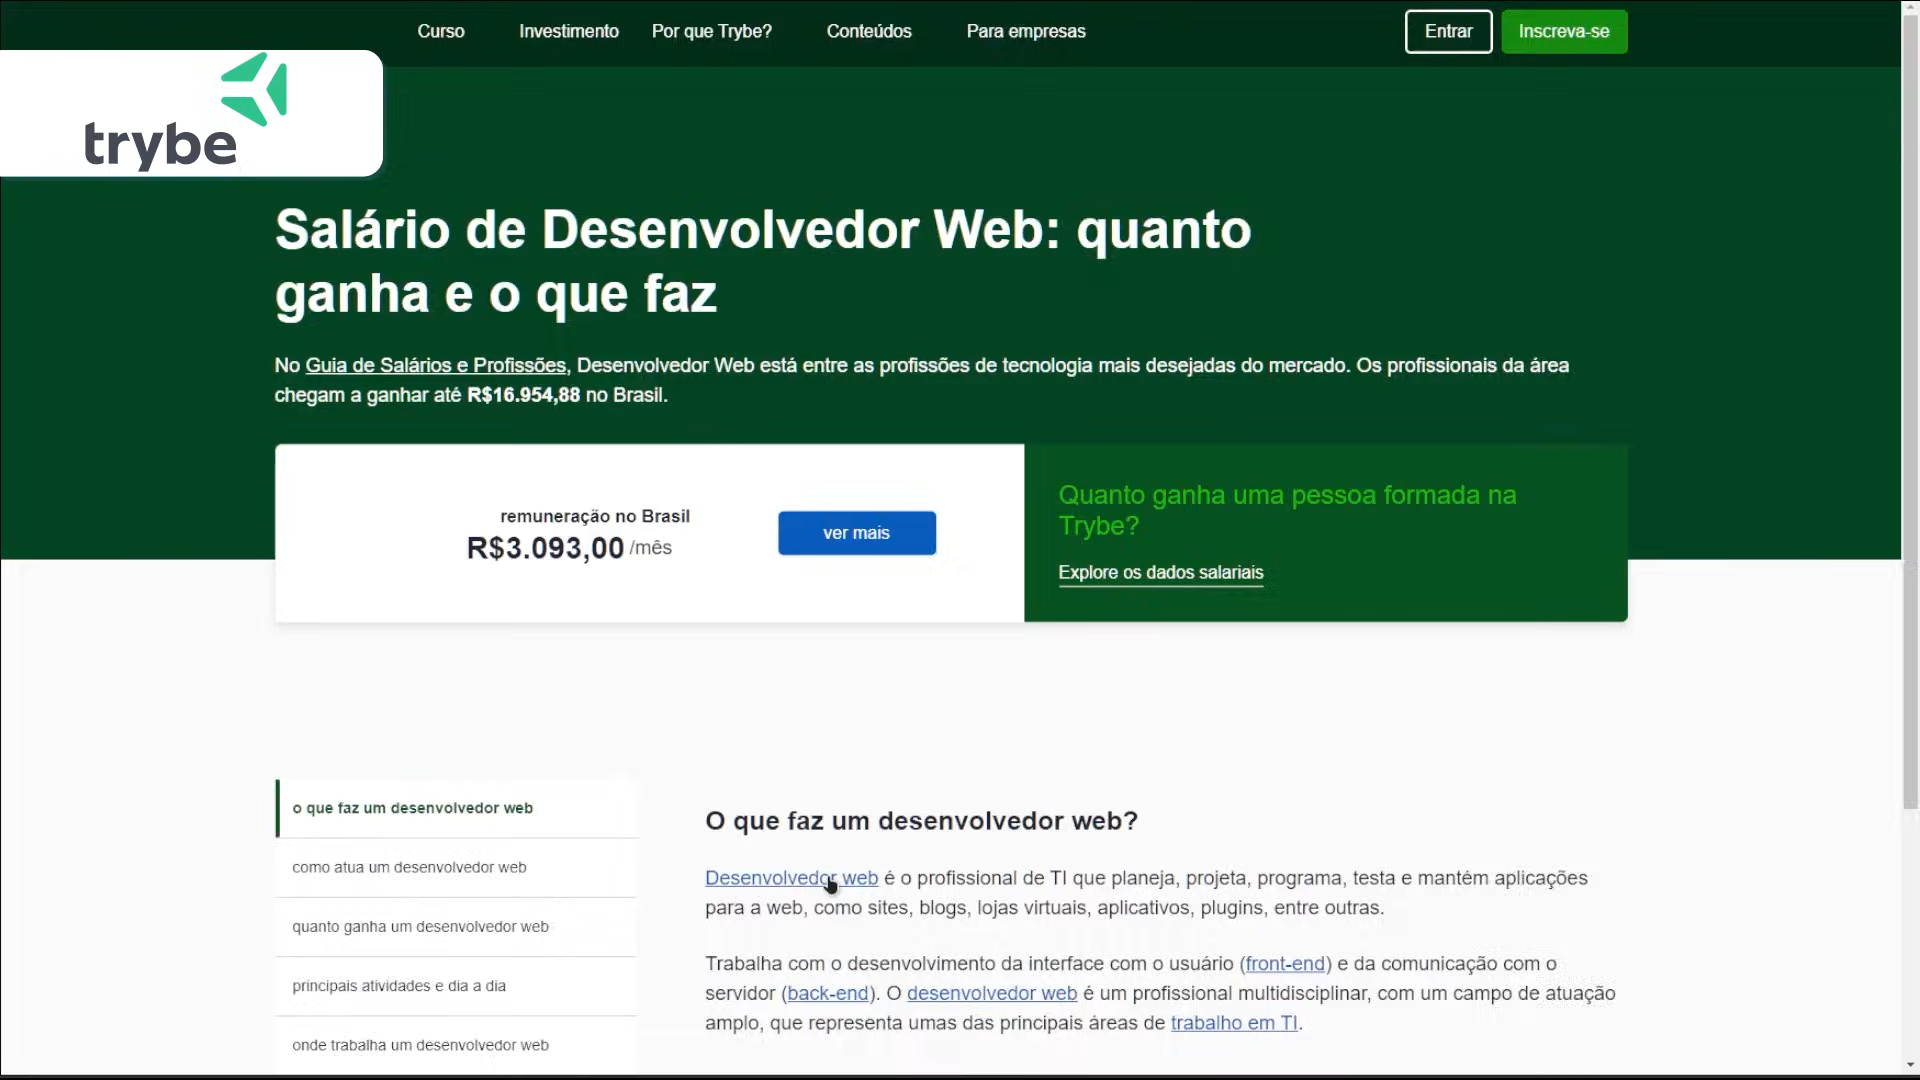 Curso
Investimento
Por que Trybe?
Conteúdos
Para empresas
Entrar
Inscreva-se
trybe
Salário de Desenvolvedor Web: quanto
ganha e o que faz
No Guia de Salários e Profissões, Desenvolvedor Web está entre as profissões de tecnologia mais desejadas do mercado. Os profissionais da área
chegam a ganhar até R$16.954,88 no Brasil.
remuneração no Brasil
R$3.093,00 /mês
ver mais
Quanto ganha uma pessoa formada na
Trybe?
Explore os dados salariais
o que faz um desenvolvedor web
como atua um desenvolvedor web
quanto ganha um desenvolvedor web
principais atividades e dia a dia
onde trabalha um desenvolvedor web
O que faz um desenvolvedor web?
Desenvolvedor web é o profissional de TI que planeja, projeta, programa, testa e mantém aplicações
para a web, como sites, blogs, lojas virtuais, aplicativos, plugins, entre outras.
Trabalha com o desenvolvimento da interface com o usuário (front-end) e da comunicação com o
servidor (back-end). O desenvolvedor web é um profissional multidisciplinar, com um campo de atuação
amplo, que representa umas das principais áreas de trabalho em TI.